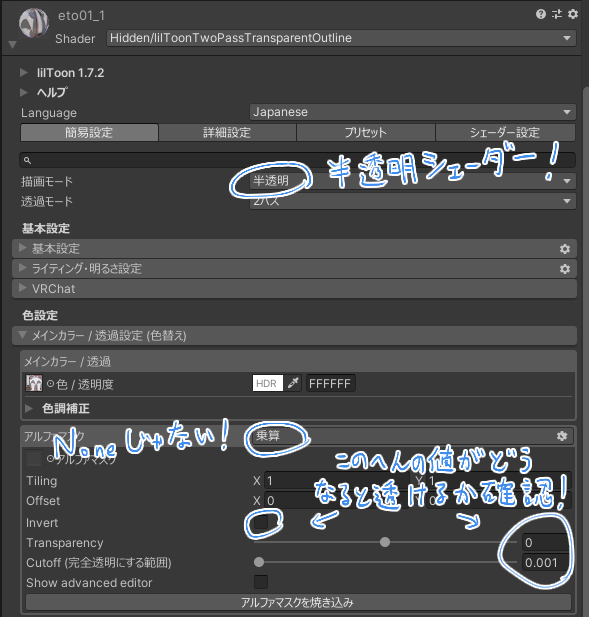 eto01_1
Shader Hidden/lilToonTwoPassTransparentOutline
lilToon 1.7.2
ヘルプ
Language Japanese
簡易設定 詳細設定 プリセット シェーダー設定
描画モード 半透明 半透明シェーダー!
透過モード 2パス
基本設定
基本設定
ライティング・明るさ設定
VRChat
色設定
メインカラー / 透過設定 (色替え)
メインカラー / 透過
色 / 透明度 HDR FFFFFF
色調補正
アルファマスク 乗算
Noneじゃない!
アルファマスク
このへんの値がどう
なると透けるか確認!
Tiling X 1 Y 1
Offset X 0 0
Invert
Transparency 0
Cutoff (完全透明にする範囲) 0.001
Show advanced editor
アルファマスクを焼き込み